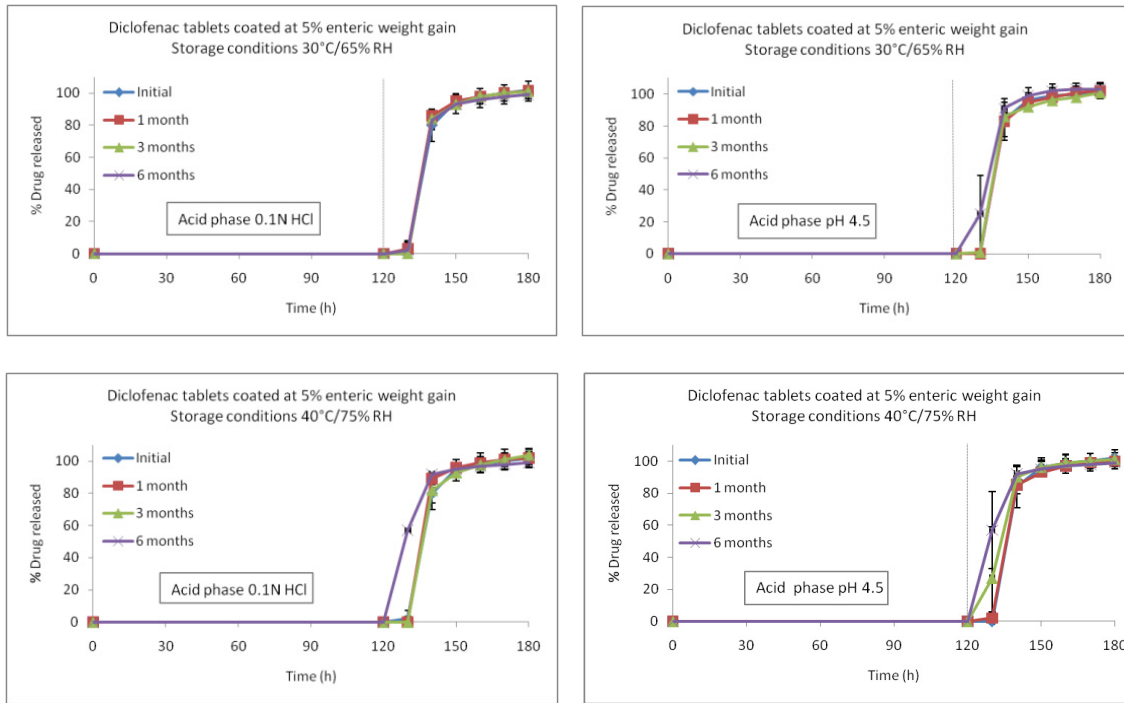 Diclofenac tablets coated at 5% enteric weight gain
Storage conditions 30°C/65% RH
% Drug released
100
80
60
40
20
0
Initial
1 month
3 months
6 months
Acid phase 0.1N HCl
0 30 60 90 120 150 180
Time (h)
Diclofenac tablets coated at 5% enteric weight gain
Storage conditions 30°C/65% RH
% Drug released
100
80
60
40
20
0
Initial
1 month
3 months
6 months
Acid phase pH 4.5
0 30 60 90 120 150 180
Time (h)
Diclofenac tablets coated at 5% enteric weight gain
Storage conditions 40°C/75% RH
% Drug released
100
80
60
40
20
0
Initial
1 month
3 months
6 months
Acid phase 0.1N HCl
0 30 60 90 120 150 180
Time (h)
Diclofenac tablets coated at 5% enteric weight gain
Storage conditions 40°C/75% RH
% Drug released
100
80
60
40
20
0
Initial
1 month
3 months
6 months
Acid phase pH 4.5
0 30 60 90 120 150 180
Time (h)